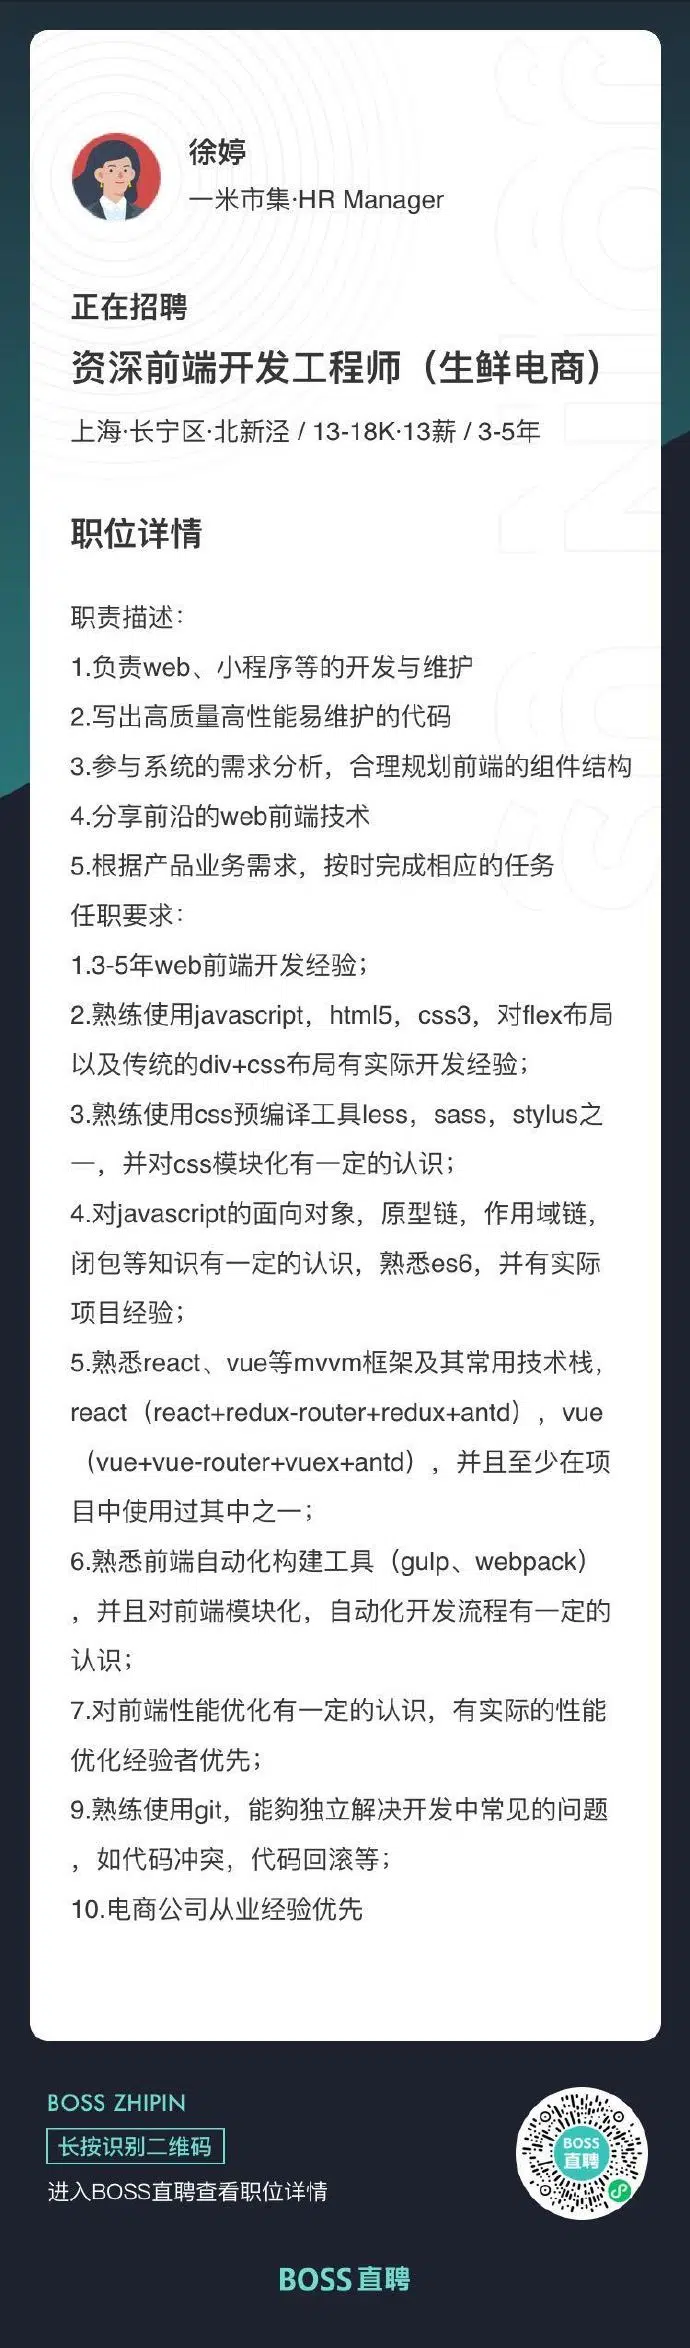 徐婷
一米市集·HR Manager
正在招聘
资深前端开发工程师（生鲜电商）
上海·长宁区·北新泾 / 13-18K·13薪 / 3-5年
职位详情
职责描述：
1.负责web、小程序等的开发与维护
2.写出高质量高性能易维护的代码
3.参与系统的需求分析，合理规划前端的组件结构
4.分享前沿的web前端技术
5.根据产品业务需求，按时完成相应的任务
任职要求：
1.3-5年web前端开发经验；
2.熟练使用javascript，html5，css3，对flex布局
以及传统的div+css布局有实际开发经验；
3.熟练使用css预编译工具less，sass，stylus之
一，并对css模块化有一定的认识；
4.对javascript的面向对象，原型链，作用域链，
闭包等知识有一定的认识，熟悉es6，并有实际
项目经验；
5.熟悉react、vue等mvvm框架及其常用技术栈，
react（react+redux-router+redux+antd），vue
（vue+vue-router+vuex+antd），并且至少在项
目中使用过其中之一；
6.熟悉前端自动化构建工具（gulp、webpack）
，并且对前端模块化，自动化开发流程有一定的
认识；
7.对前端性能优化有一定的认识，有实际的性能
优化经验者优先；
9.熟练使用git，能夠独立解决开发中常见的问题
，如代码冲突，代码回滚等；
10.电商公司从业经验优先
BOSS ZHIPIN
长按识别二维码
进入BOSS直聘查看职位详情
BOSS
直聘
BOSS直聘